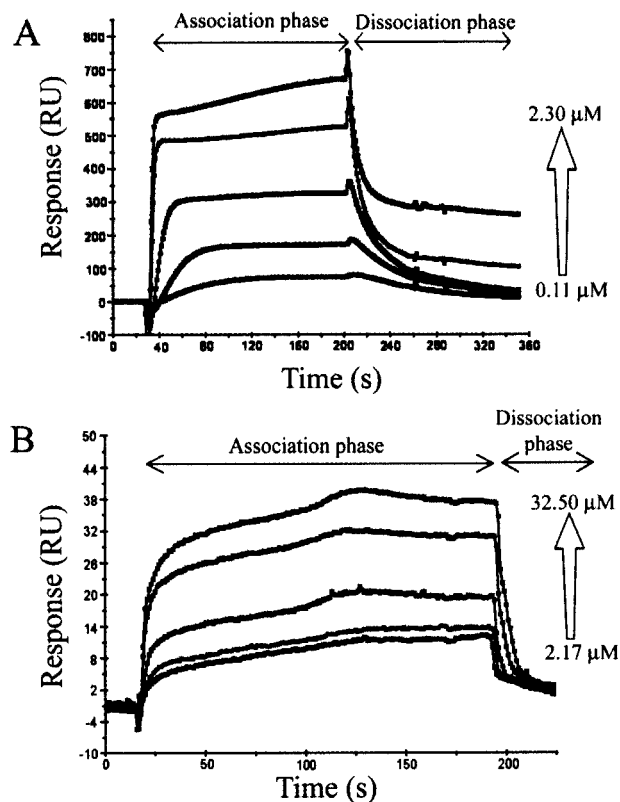 A
Association phase
Dissociation phase
Response (RU)
800
700
600
500
400
300
200
100
0
-100
2.30 µM
0.11 µM
0 40 80 120 160 200 240 280 320 360
Time (s)
B
Association phase
Dissociation
phase
Response (RU)
50
44
38
32
26
20
14
8
2
-4
-10
32.50 µM
2.17 µM
0 50 100 150 200
Time (s)